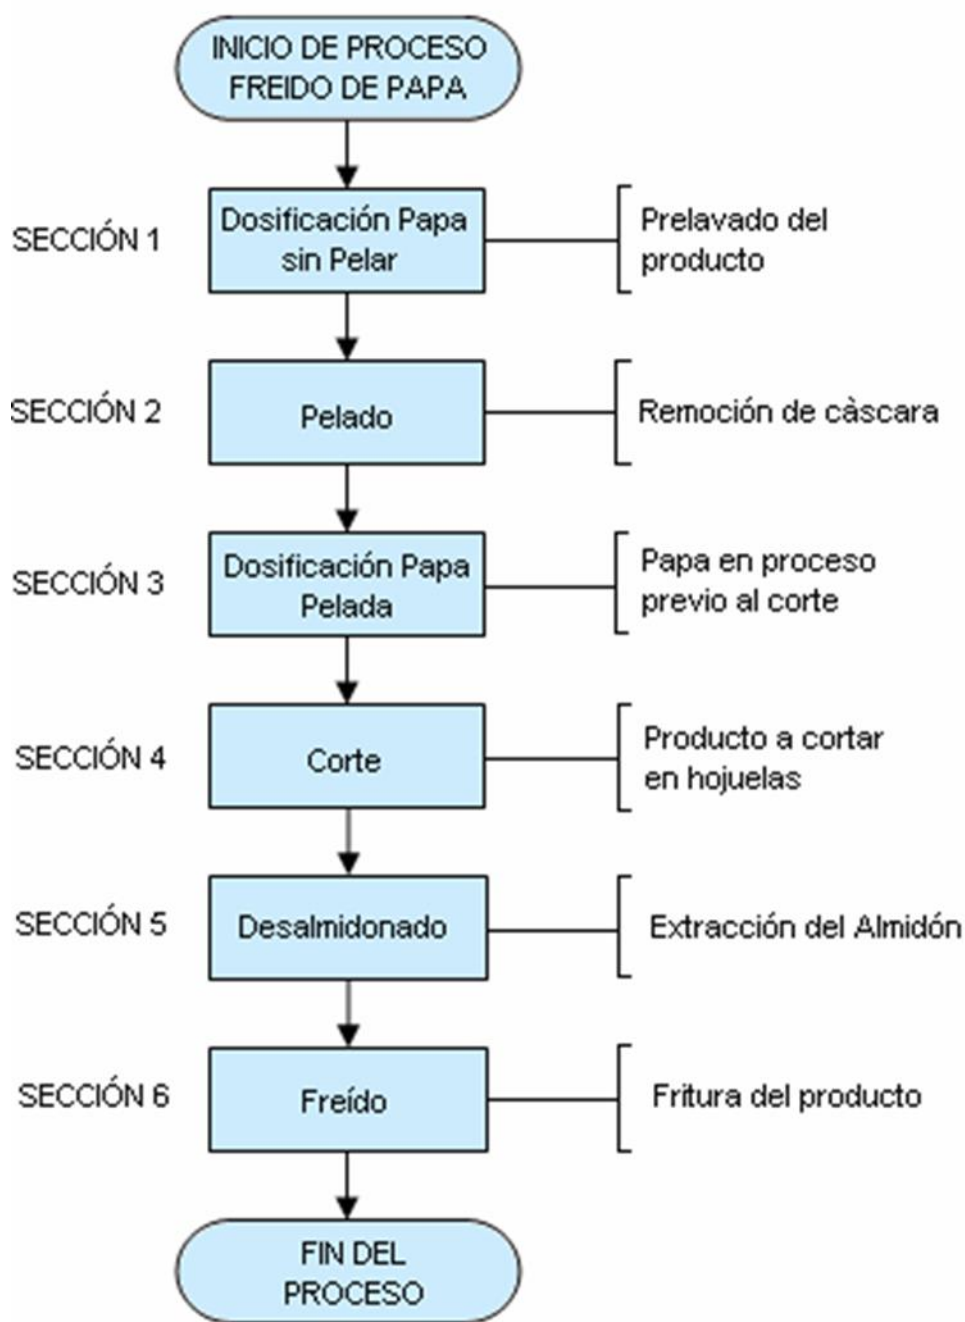 INICIO DE PROCESO
FREIDO DE PAPA
SECCIÓN 1
Dosificación Papa
sin Pelar
Prelavado del
producto
SECCIÓN 2
Pelado
Remoción de càscara
SECCIÓN 3
Dosificación Papa
Pelada
Papa en proceso
previo al corte
SECCIÓN 4
Corte
Producto a cortar
en hojuelas
SECCIÓN 5
Desalmidonado
Extracción del Almidón
SECCIÓN 6
Freído
Fritura del producto
FIN DEL
PROCESO